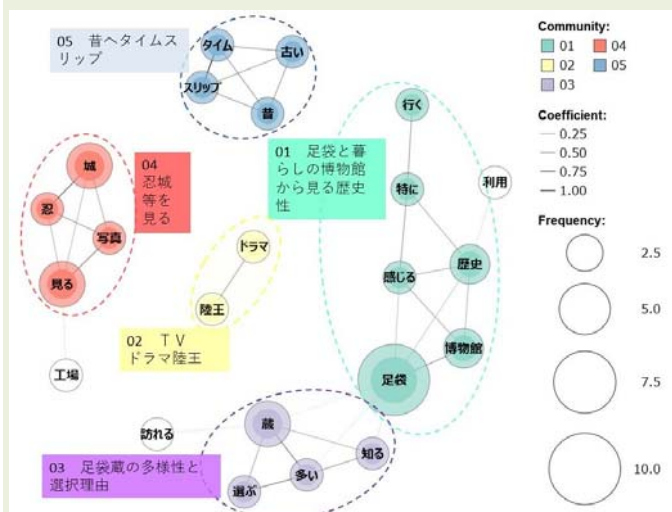 05 昔へタイムス
リップ
タイム
古い
スリップ
昔
04
忍城
等を
見る
城
忍
写真
見る
工場
01 足袋と暮
らしの博物館
から見る歴史
性
行く
特に
利用
歴史
感じる
博物館
足袋
ドラマ
陸王
02 TV
ドラマ陸王
訪れる
蔵
知る
多い
選ぶ
03 足袋蔵の多様性と
選択理由
Community:
01 04
02 05
03
Coefficient:
0.25
0.50
0.75
1.00
Frequency:
2.5
5.0
7.5
10.0